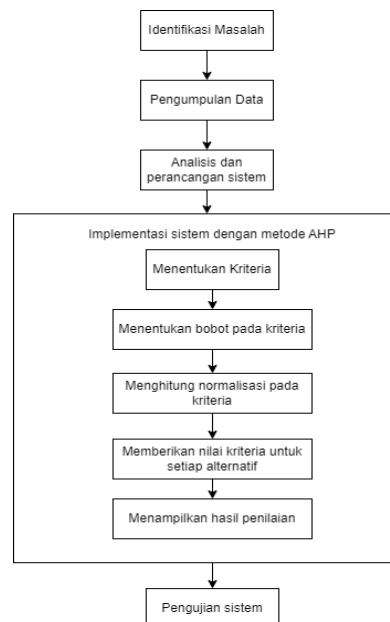 Identifikasi Masalah
Pengumpulan Data
Analisis dan
perancangan sistem
Implementasi sistem dengan metode AHP
Menentukan Kriteria
Menentukan bobot pada kriteria
Menghitung normalisasi pada
kriteria
Memberikan nilai kriteria untuk
setiap alternatif
Menampilkan hasil penilaian
Pengujian sistem